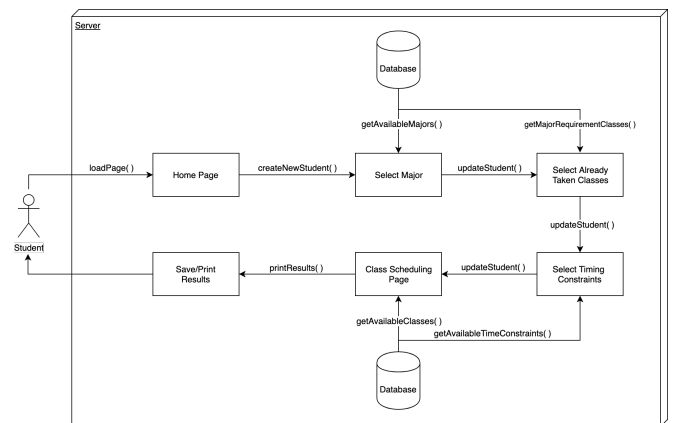 Server
Database
getAvailableMajors( )
getMajorRequirementClasses( )
loadPage( )
Home Page
createNewStudent( )
Select Major
updateStudent( )
Select Already
Taken Classes
updateStudent( )
Student
Save/Print
Results
printResults( )
Class Scheduling
Page
updateStudent( )
Select Timing
Constraints
getAvailableClasses( )
getAvailableTimeConstraints( )
Database